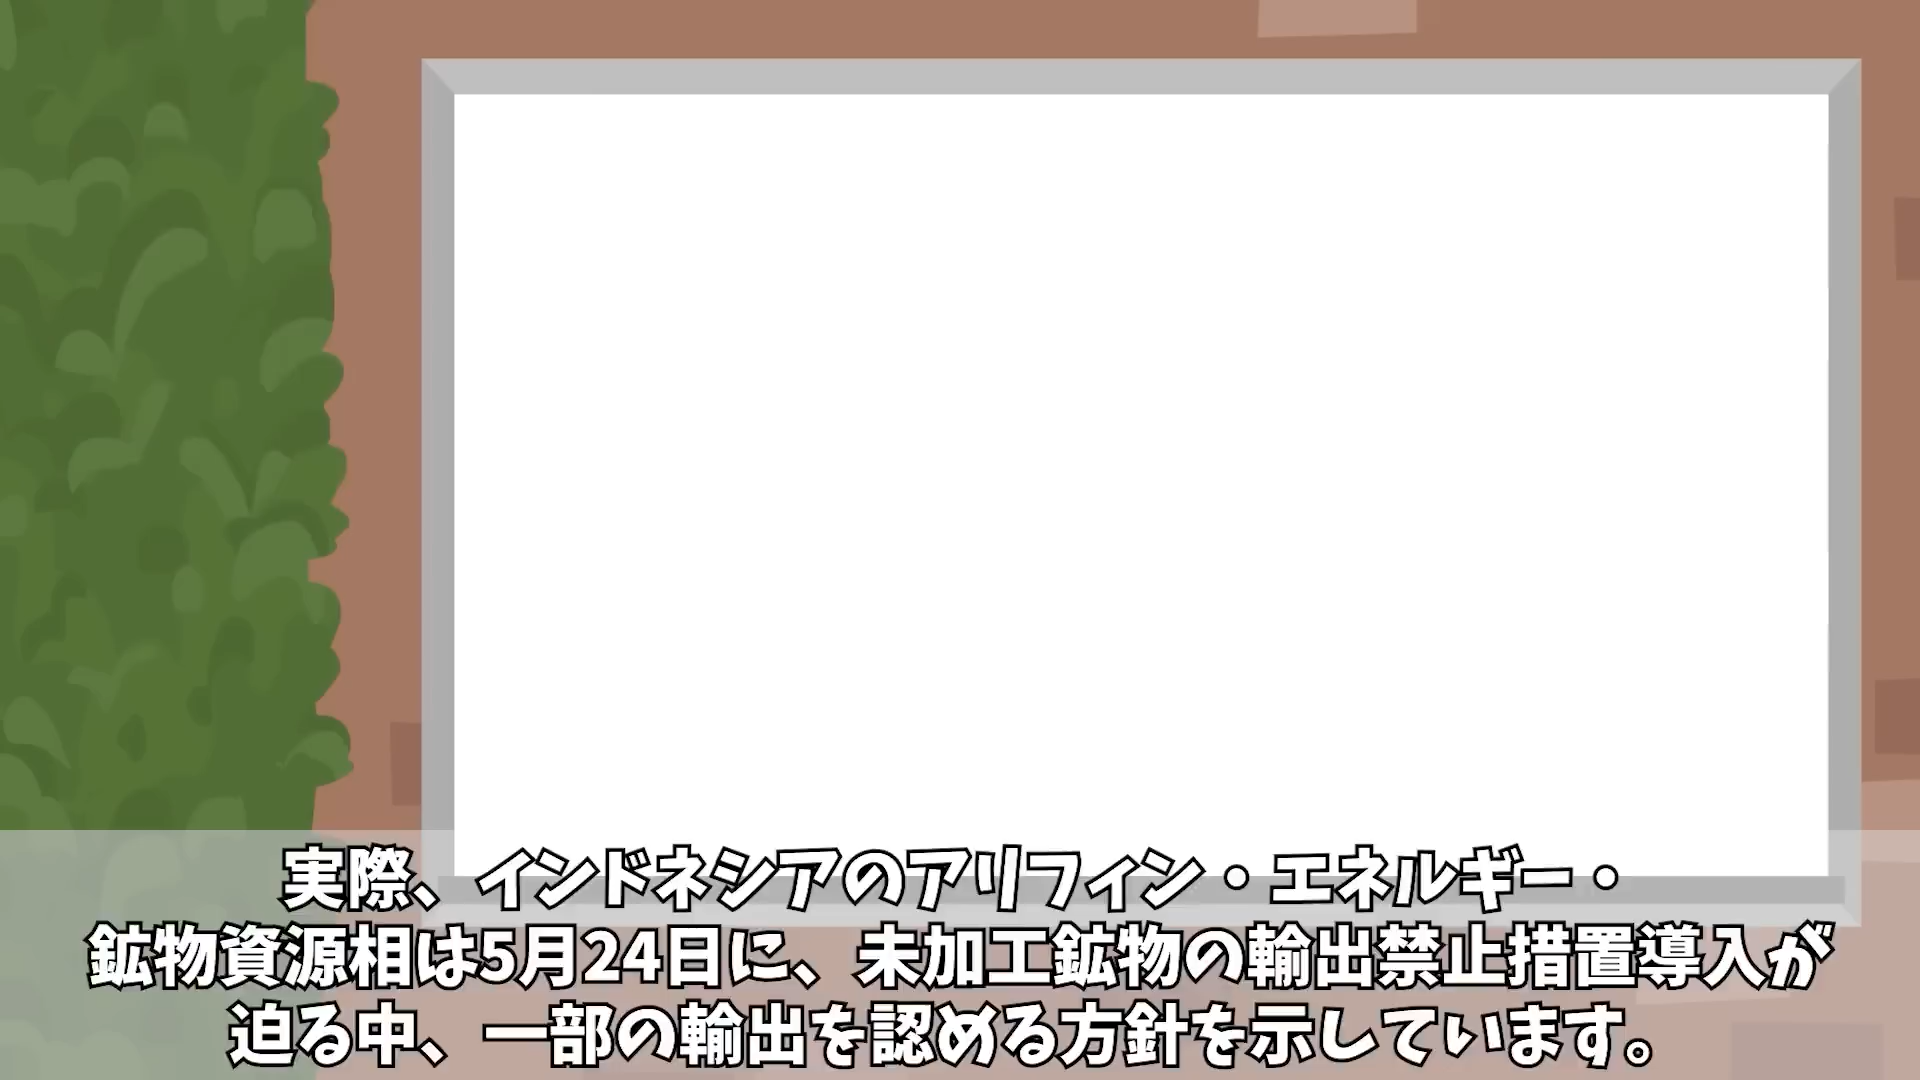 実際、インドネシアのアリフィン・エネルギー・
鉱物資源相は5月24日に、未加工鉱物の輸出禁止措置導入が
迫る中、一部の輸出を認める方針を示しています。